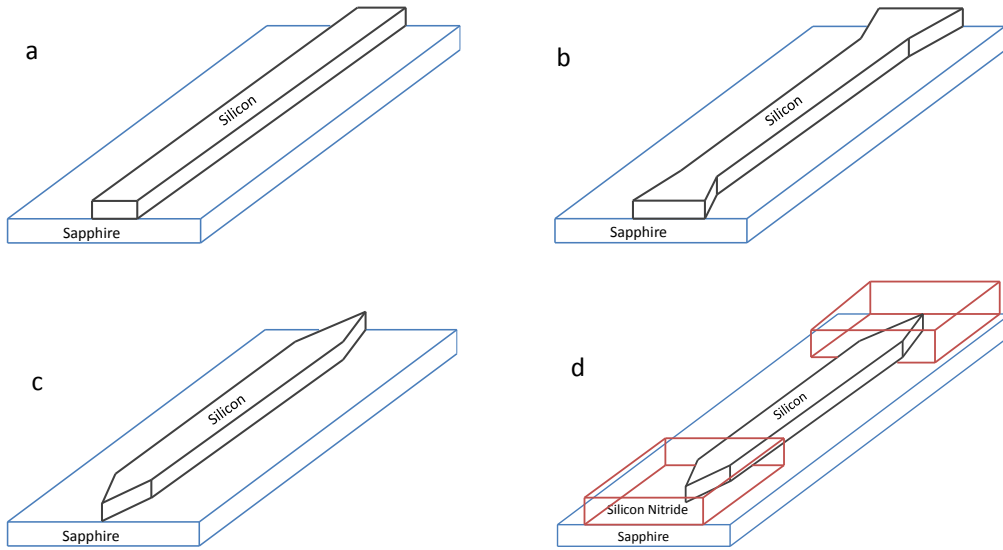 a
Silicon
Sapphire
b
Silicon
Sapphire
c
Silicon
Sapphire
d
Silicon
Silicon Nitride
Sapphire